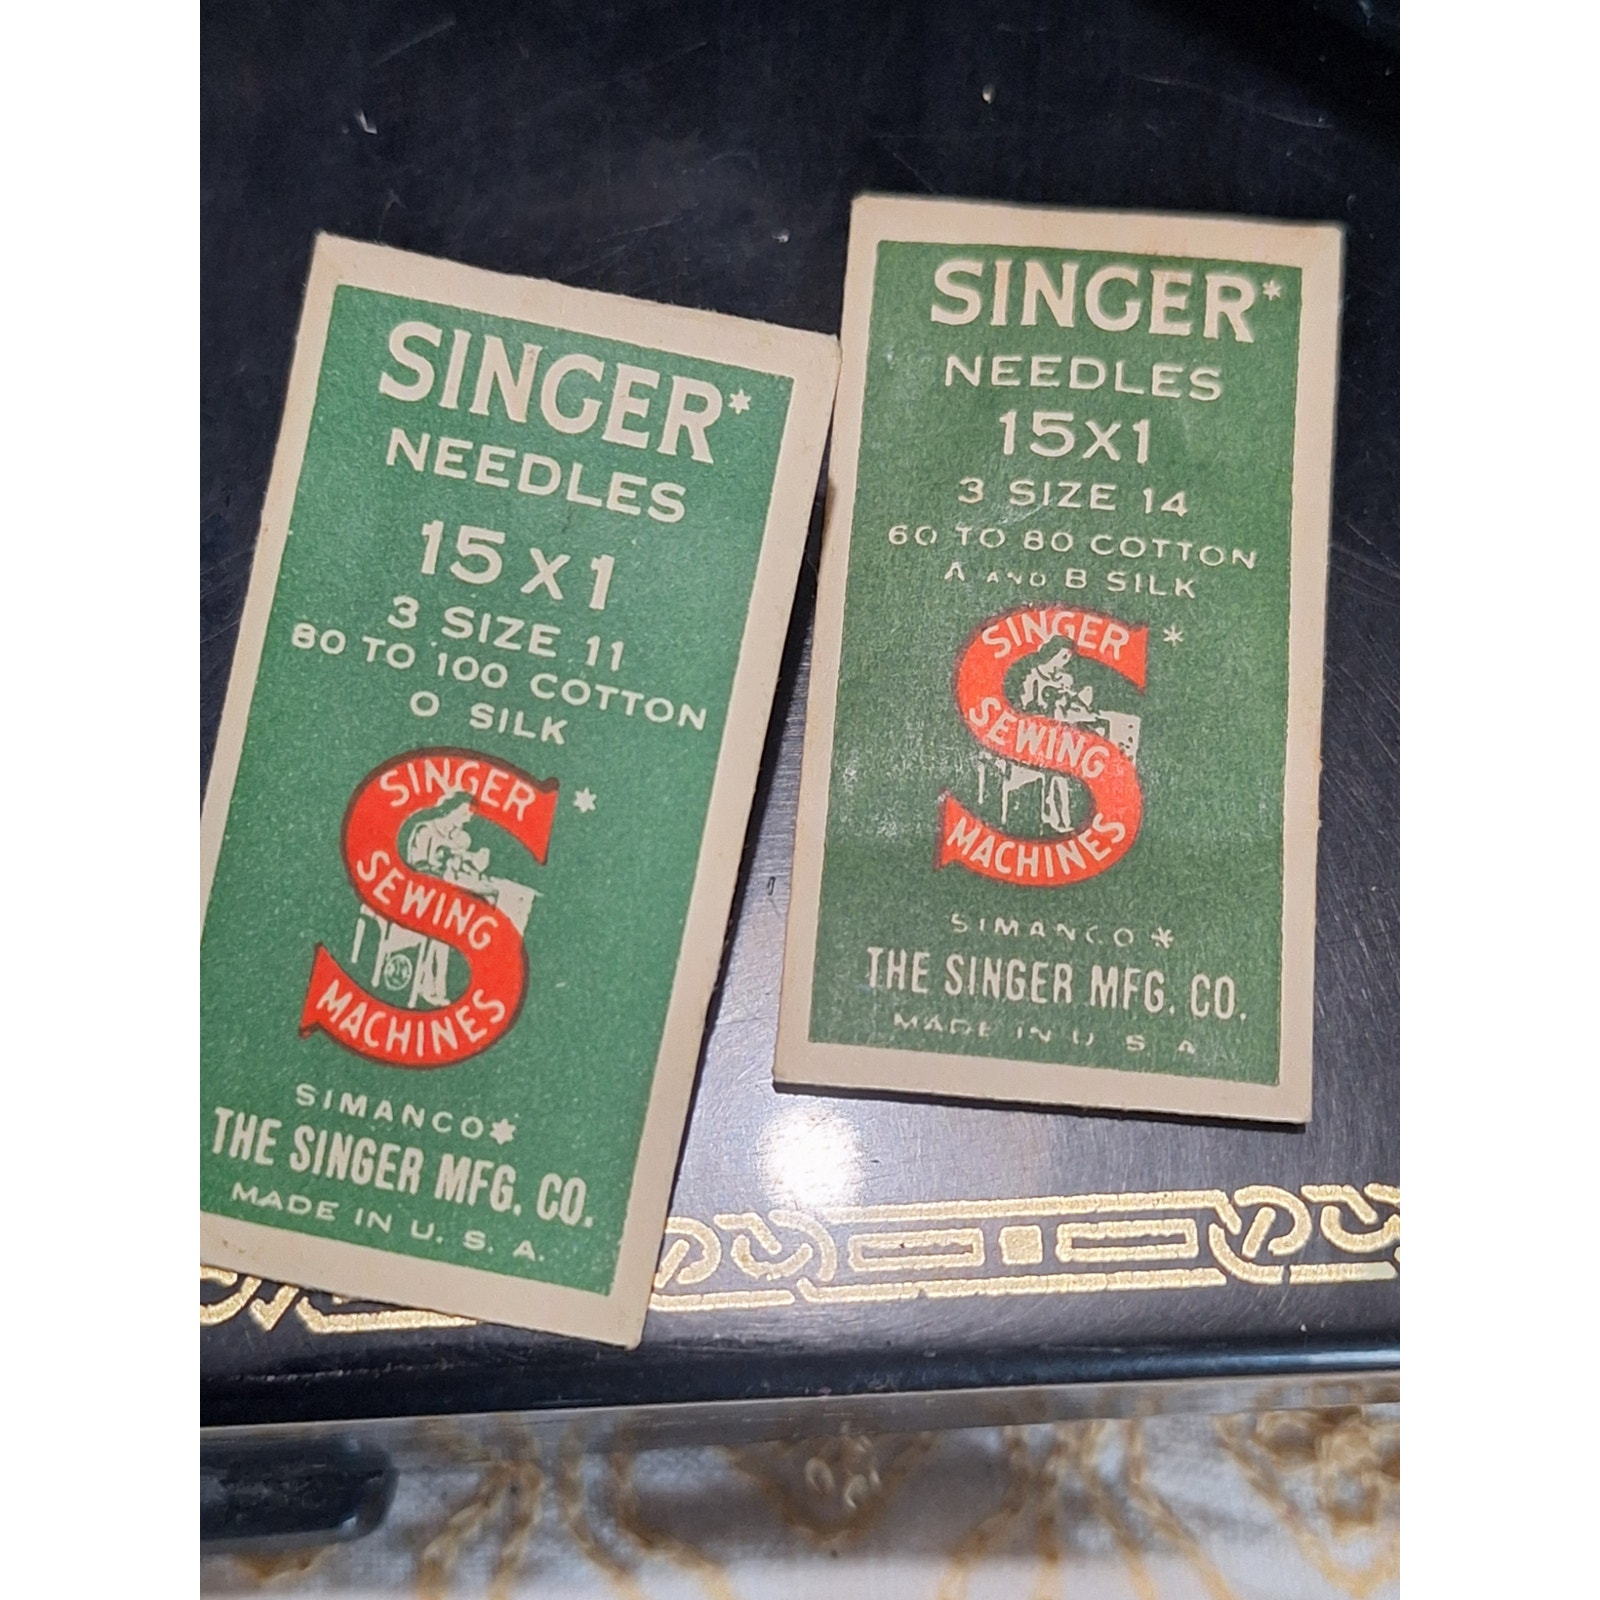 SINGER*
NEEDLES
15X1
3 SIZE 11
80 TO 100 COTTON
O SILK
SINGER *
SEWING
MACHINES
SIMANCO*
THE SINGER MFG. CO.
MADE IN U. S. A.
SINGER*
NEEDLES
15X1
3 SIZE 14
60 TO 80 COTTON
A AND B SILK
SINGER *
SEWING
MACHINES
SIMANCO*
THE SINGER MFG. CO.
MADE IN U S A